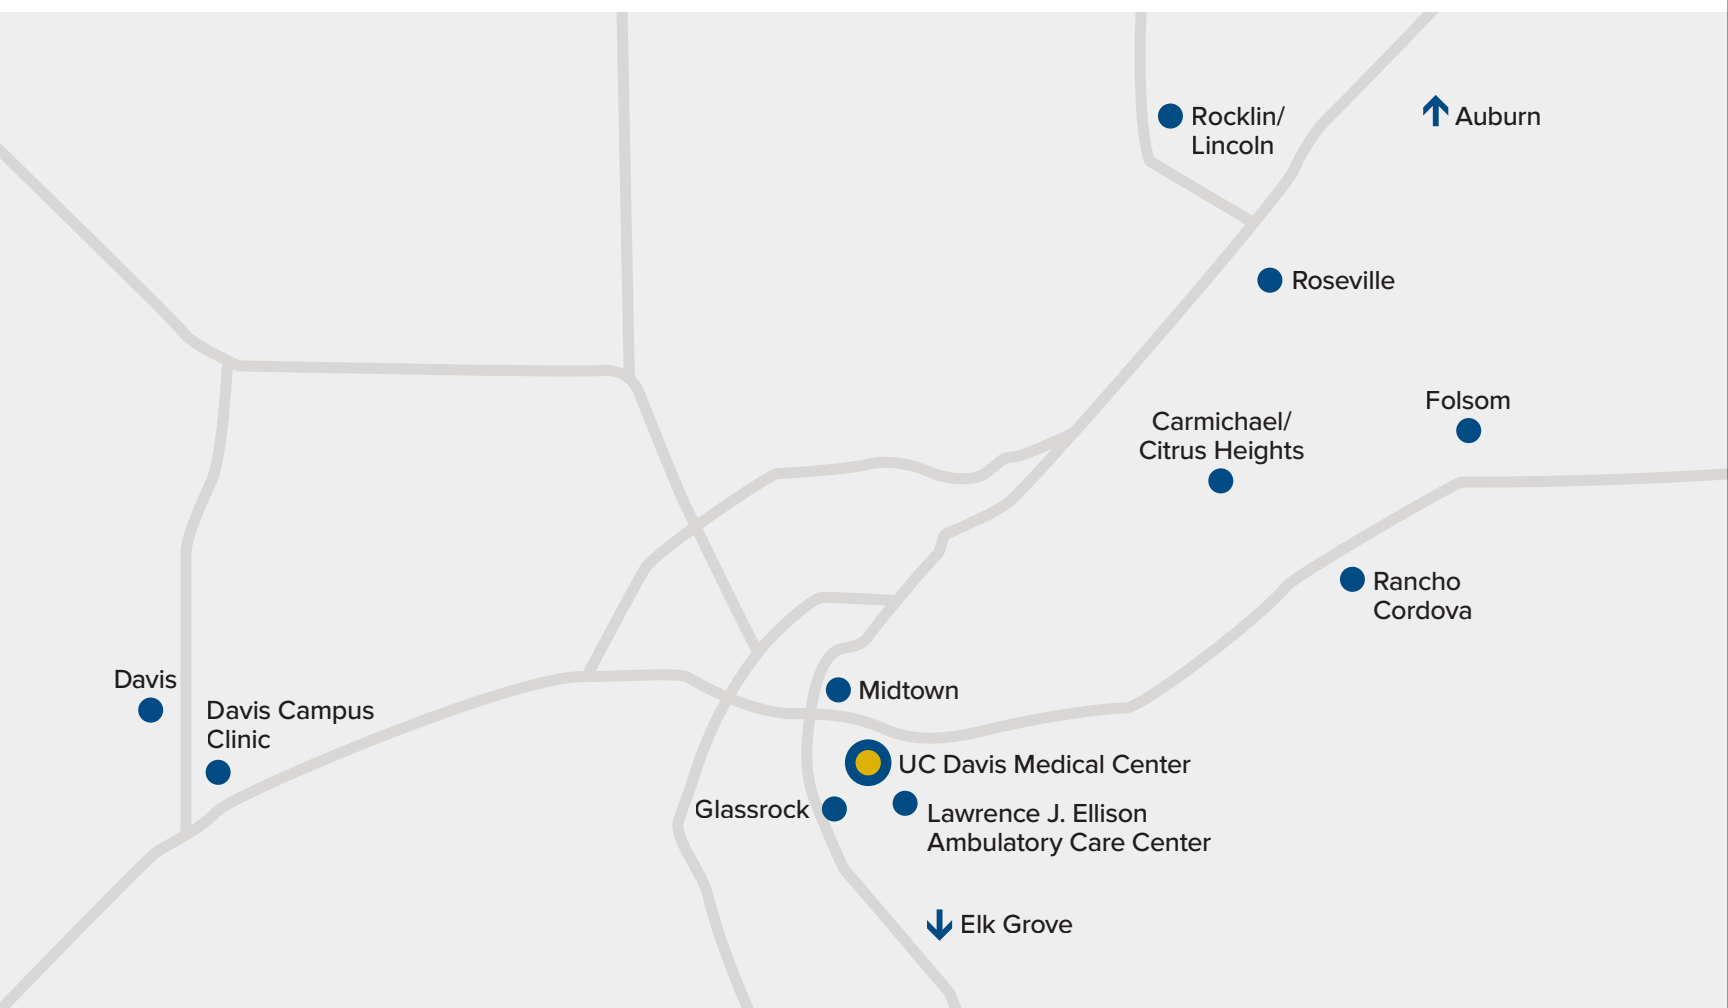 Rocklin/
Lincoln
Auburn
Roseville
Folsom
Carmichael/
Citrus Heights
Rancho
Cordova
Davis
Davis Campus
Clinic
Midtown
UC Davis Medical Center
Glassrock
Lawrence J. Ellison
Ambulatory Care Center
Elk Grove